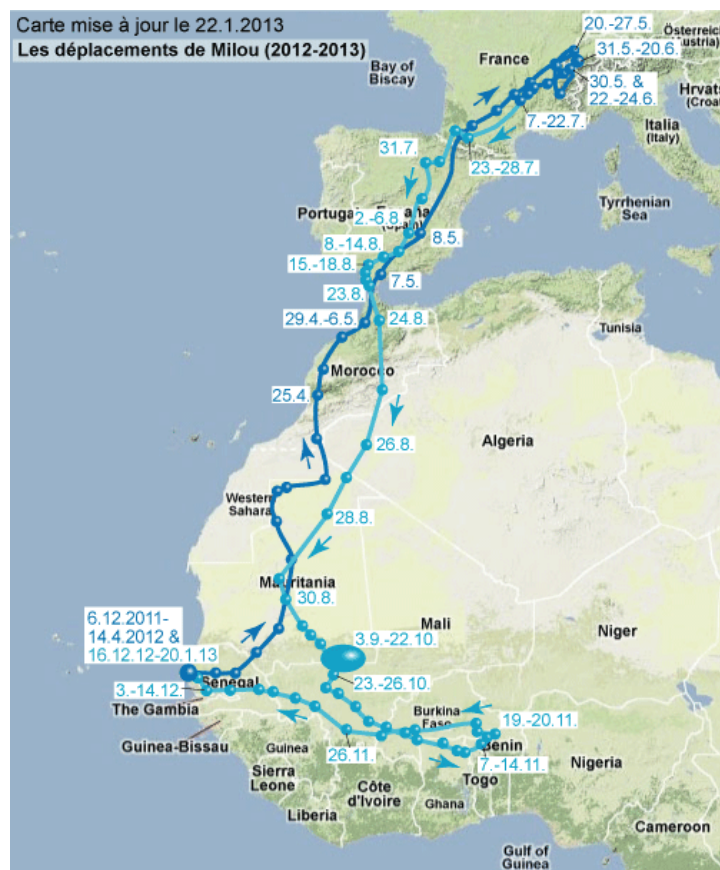 Carte mise à jour le 22.1.2013
Les déplacements de Milou (2012-2013)
20.-27.5.
Österreich
(Austria)
31.5.-20.6.
France
Bay of
Biscay
30.5. &
22.-24.6.
Hrvats
(Croat
7.-22.7.
Italia
(Italy)
31.7.
23.-28.7.
Tyrrhenian
Sea
Portugal
España
(Spain)
2.-6.8.
8.5.
8.-14.8.
15.-18.8.
7.5.
23.8.
29.4.-6.5.
24.8.
Tunisia
Morocco
25.4.
26.8.
Algeria
Western
Sahara
28.8.
Mauritania
30.8.
6.12.2011-
14.4.2012 &
16.12.12-20.1.13
Mali
Niger
3.9.-22.10.
Senegal
23.-26.10.
3.-14.12.
The Gambia
Burkina
Faso
19.-20.11.
Guinea-Bissau
Guinea
26.11.
Benin
7.-14.11.
Nigeria
Sierra
Leone
Togo
Côte
d'Ivoire
Ghana
Liberia
Cameroon
Gulf of
Guinea